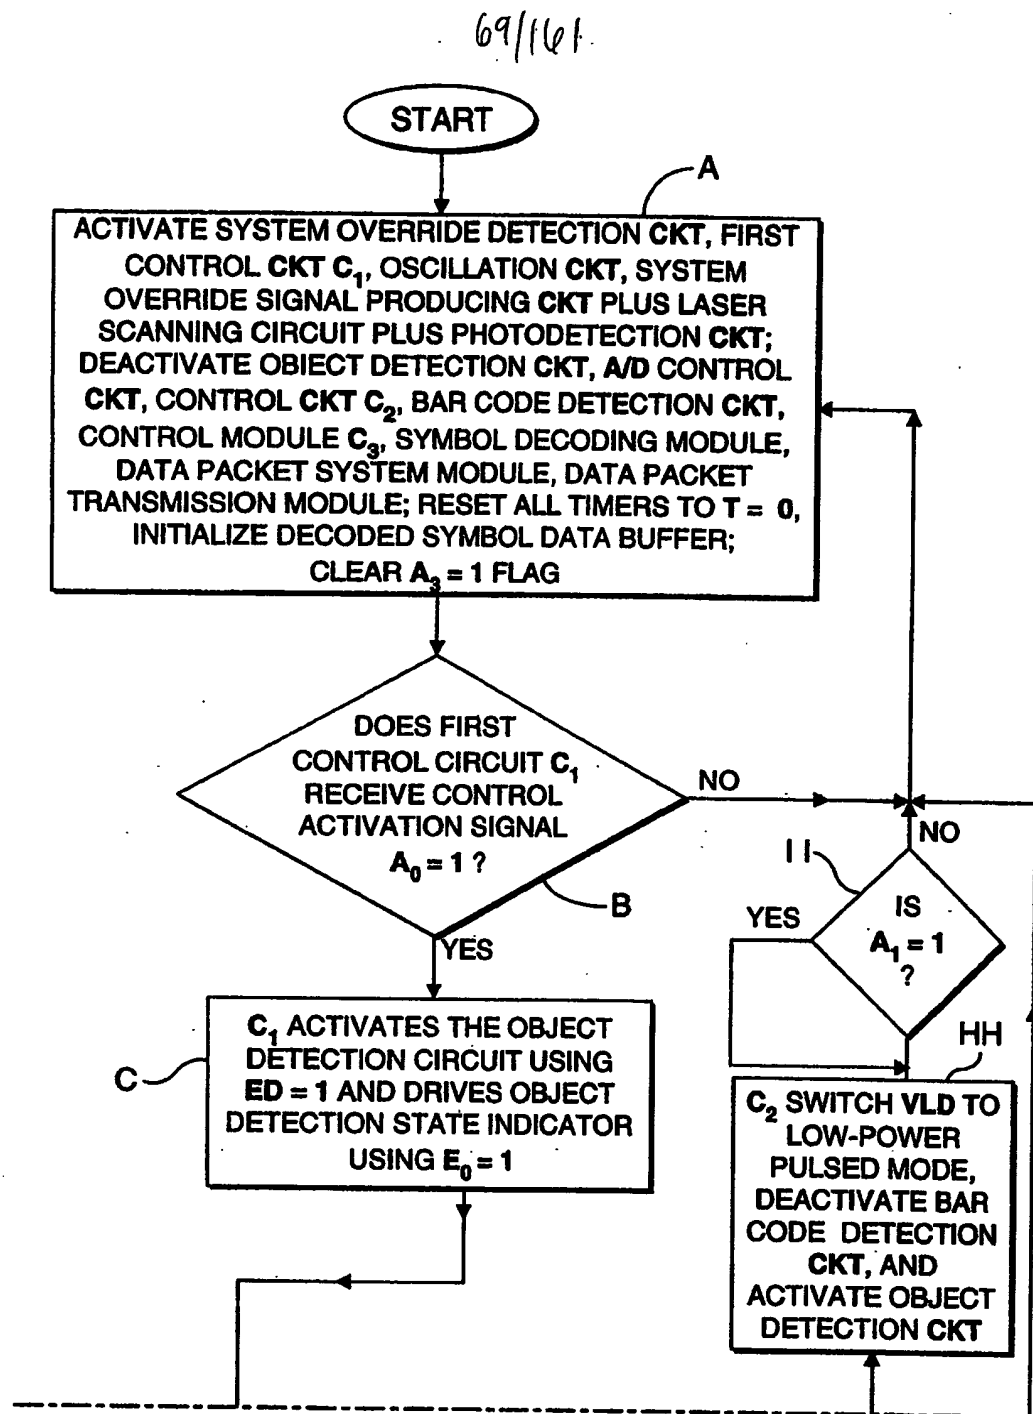 69/161
START
A
ACTIVATE SYSTEM OVERRIDE DETECTION CKT, FIRST
CONTROL CKT C1, OSCILLATION CKT, SYSTEM
OVERRIDE SIGNAL PRODUCING CKT PLUS LASER
SCANNING CIRCUIT PLUS PHOTODETECTION CKT;
DEACTIVATE OBIECT DETECTION CKT, A/D CONTROL
CKT, CONTROL CKT C2, BAR CODE DETECTION CKT,
CONTROL MODULE C3, SYMBOL DECODING MODULE,
DATA PACKET SYSTEM MODULE, DATA PACKET
TRANSMISSION MODULE; RESET ALL TIMERS TO T = 0,
INITIALIZE DECODED SYMBOL DATA BUFFER;
CLEAR A3 = 1 FLAG
DOES FIRST
CONTROL CIRCUIT C1
RECEIVE CONTROL
ACTIVATION SIGNAL
A0 = 1 ?
NO
B
YES
C1 ACTIVATES THE OBJECT
DETECTION CIRCUIT USING
ED = 1 AND DRIVES OBJECT
DETECTION STATE INDICATOR
USING E0 = 1
C
NO
II
IS
A1 = 1
?
YES
HH
C2 SWITCH VLD TO
LOW-POWER
PULSED MODE,
DEACTIVATE BAR
CODE DETECTION
CKT, AND
ACTIVATE OBJECT
DETECTION CKT